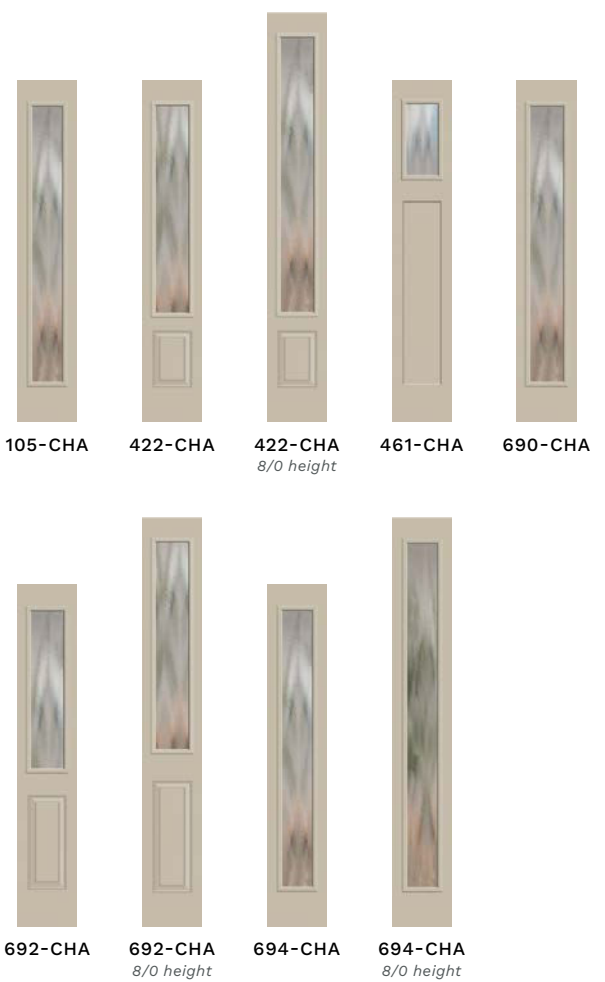 105-CHA
422-CHA
422-CHA
8/0 height
461-CHA
690-CHA
692-CHA
692-CHA
8/0 height
694-CHA
694-CHA
8/0 height